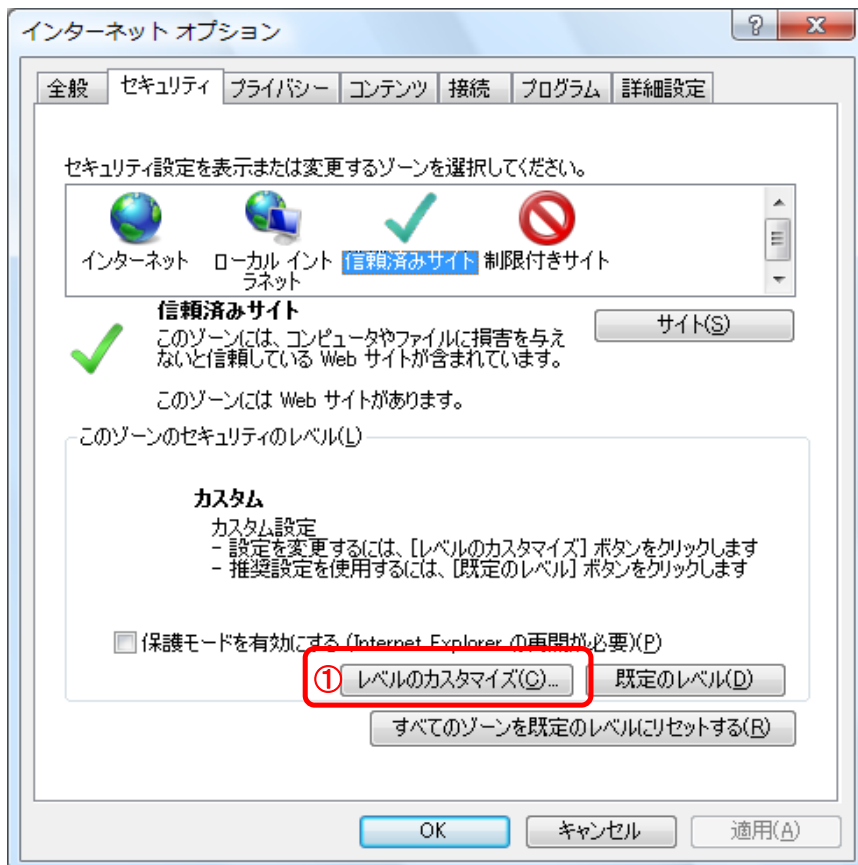 インターネット オプション
全般 セキュリティ プライバシー コンテンツ 接続 プログラム 詳細設定
セキュリティ設定を表示または変更するゾーンを選択してください。
インターネット ローカル イントラネット 信頼済みサイト 制限付きサイト
信頼済みサイト
サイト(S)
このゾーンには、コンピュータやファイルに損害を与え
ないと信頼している Web サイトが含まれています。
このゾーンには Web サイトがあります。
このゾーンのセキュリティのレベル(L)
カスタム
カスタム設定
- 設定を変更するには、[レベルのカスタマイズ] ボタンをクリックします
- 推奨設定を使用するには、[既定のレベル] ボタンをクリックします
保護モードを有効にする (Internet Explorer の再開が必要)(P)
① レベルのカスタマイズ(C)... 既定のレベル(D)
すべてのゾーンを既定のレベルにリセットする(R)
OK キャンセル 適用(A)